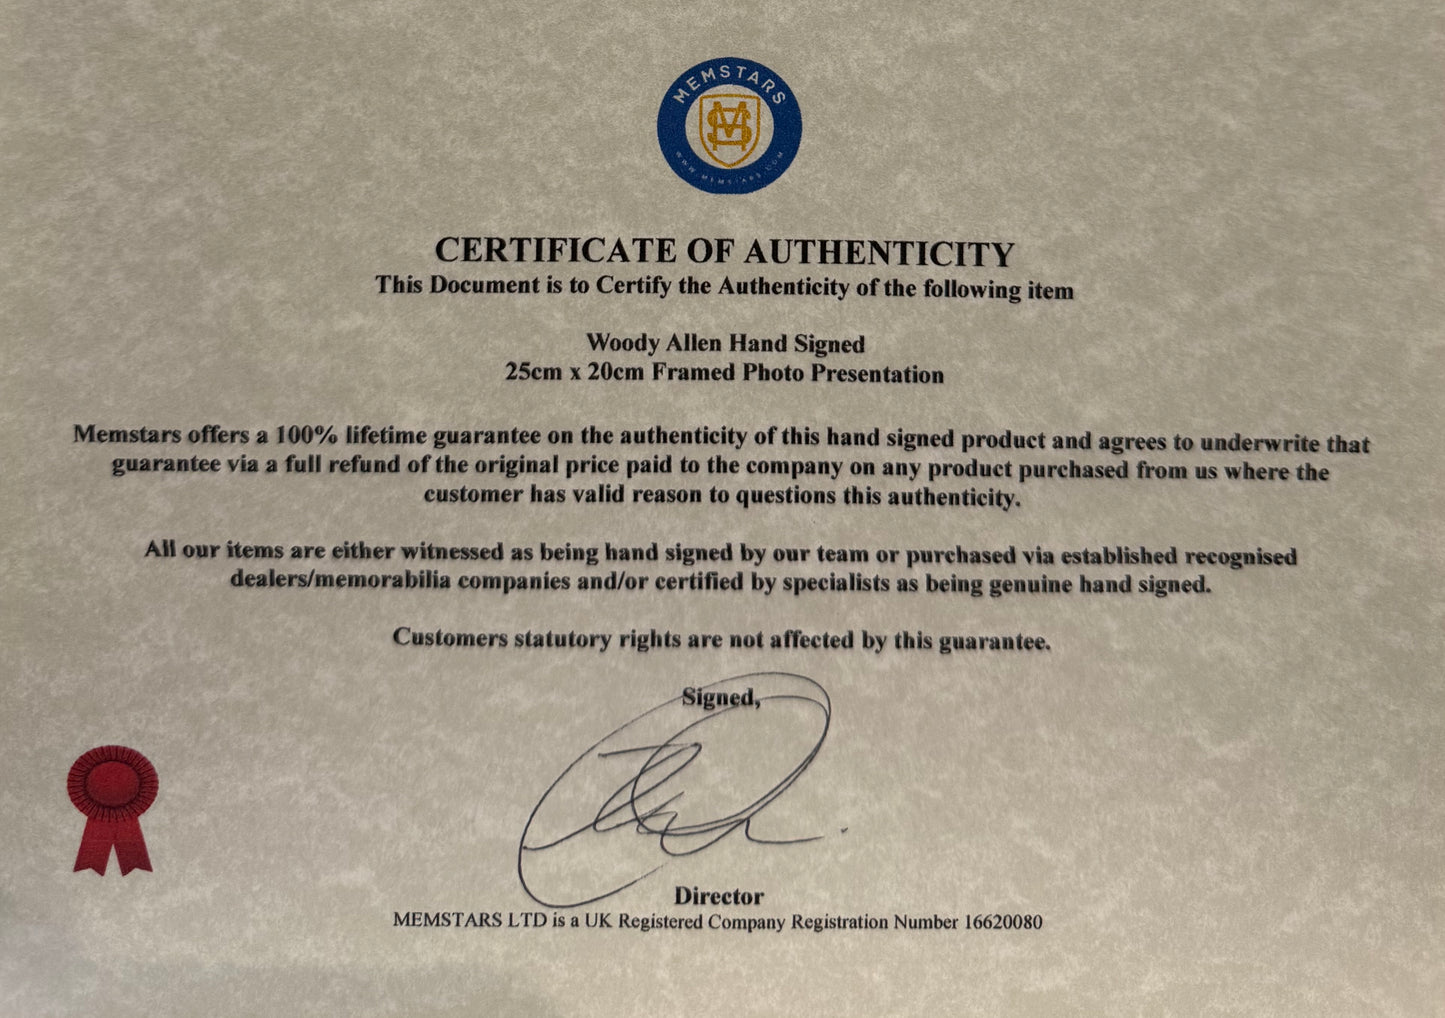 MEMSTARS
MS
WWW.MEMSTARS.COM
CERTIFICATE OF AUTHENTICITY
This Document is to Certify the Authenticity of the following item
Woody Allen Hand Signed
25cm x 20cm Framed Photo Presentation
Memstars offers a 100% lifetime guarantee on the authenticity of this hand signed product and agrees to underwrite that
guarantee via a full refund of the original price paid to the company on any product purchased from us where the
customer has valid reason to questions this authenticity.
All our items are either witnessed as being hand signed by our team or purchased via established recognised
dealers/memorabilia companies and/or certified by specialists as being genuine hand signed.
Customers statutory rights are not affected by this guarantee.
Signed,
Director
MEMSTARS LTD is a UK Registered Company Registration Number 16620080